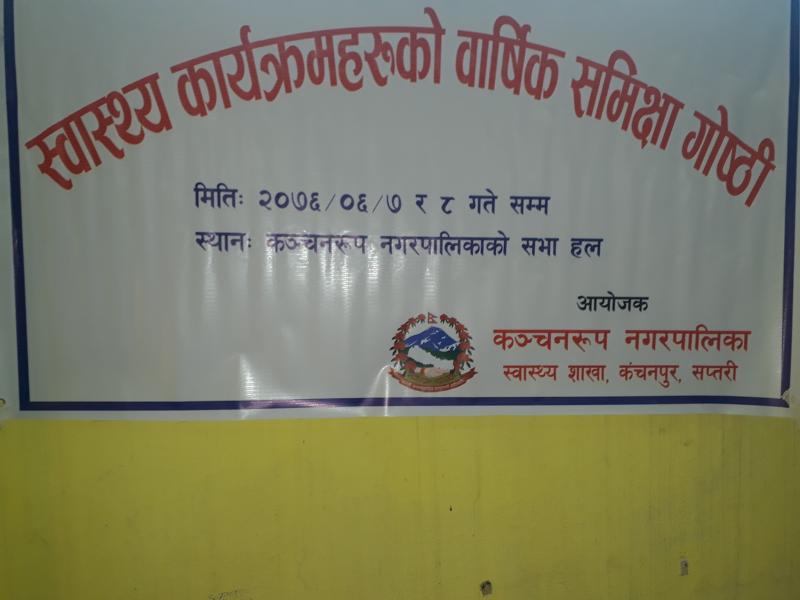 स्वास्थ्य कार्यक्रमहरुको वार्षिक समिक्षा गोष्ठी
मितिः २०७६/०६/७ र ८ गते सम्म
स्थानः कञ्चनरूप नगरपालिकाको सभा हल
आयोजक
कञ्चनरूप नगरपालिका
स्वास्थ्य शाखा, कंचनपुर, सप्तरी